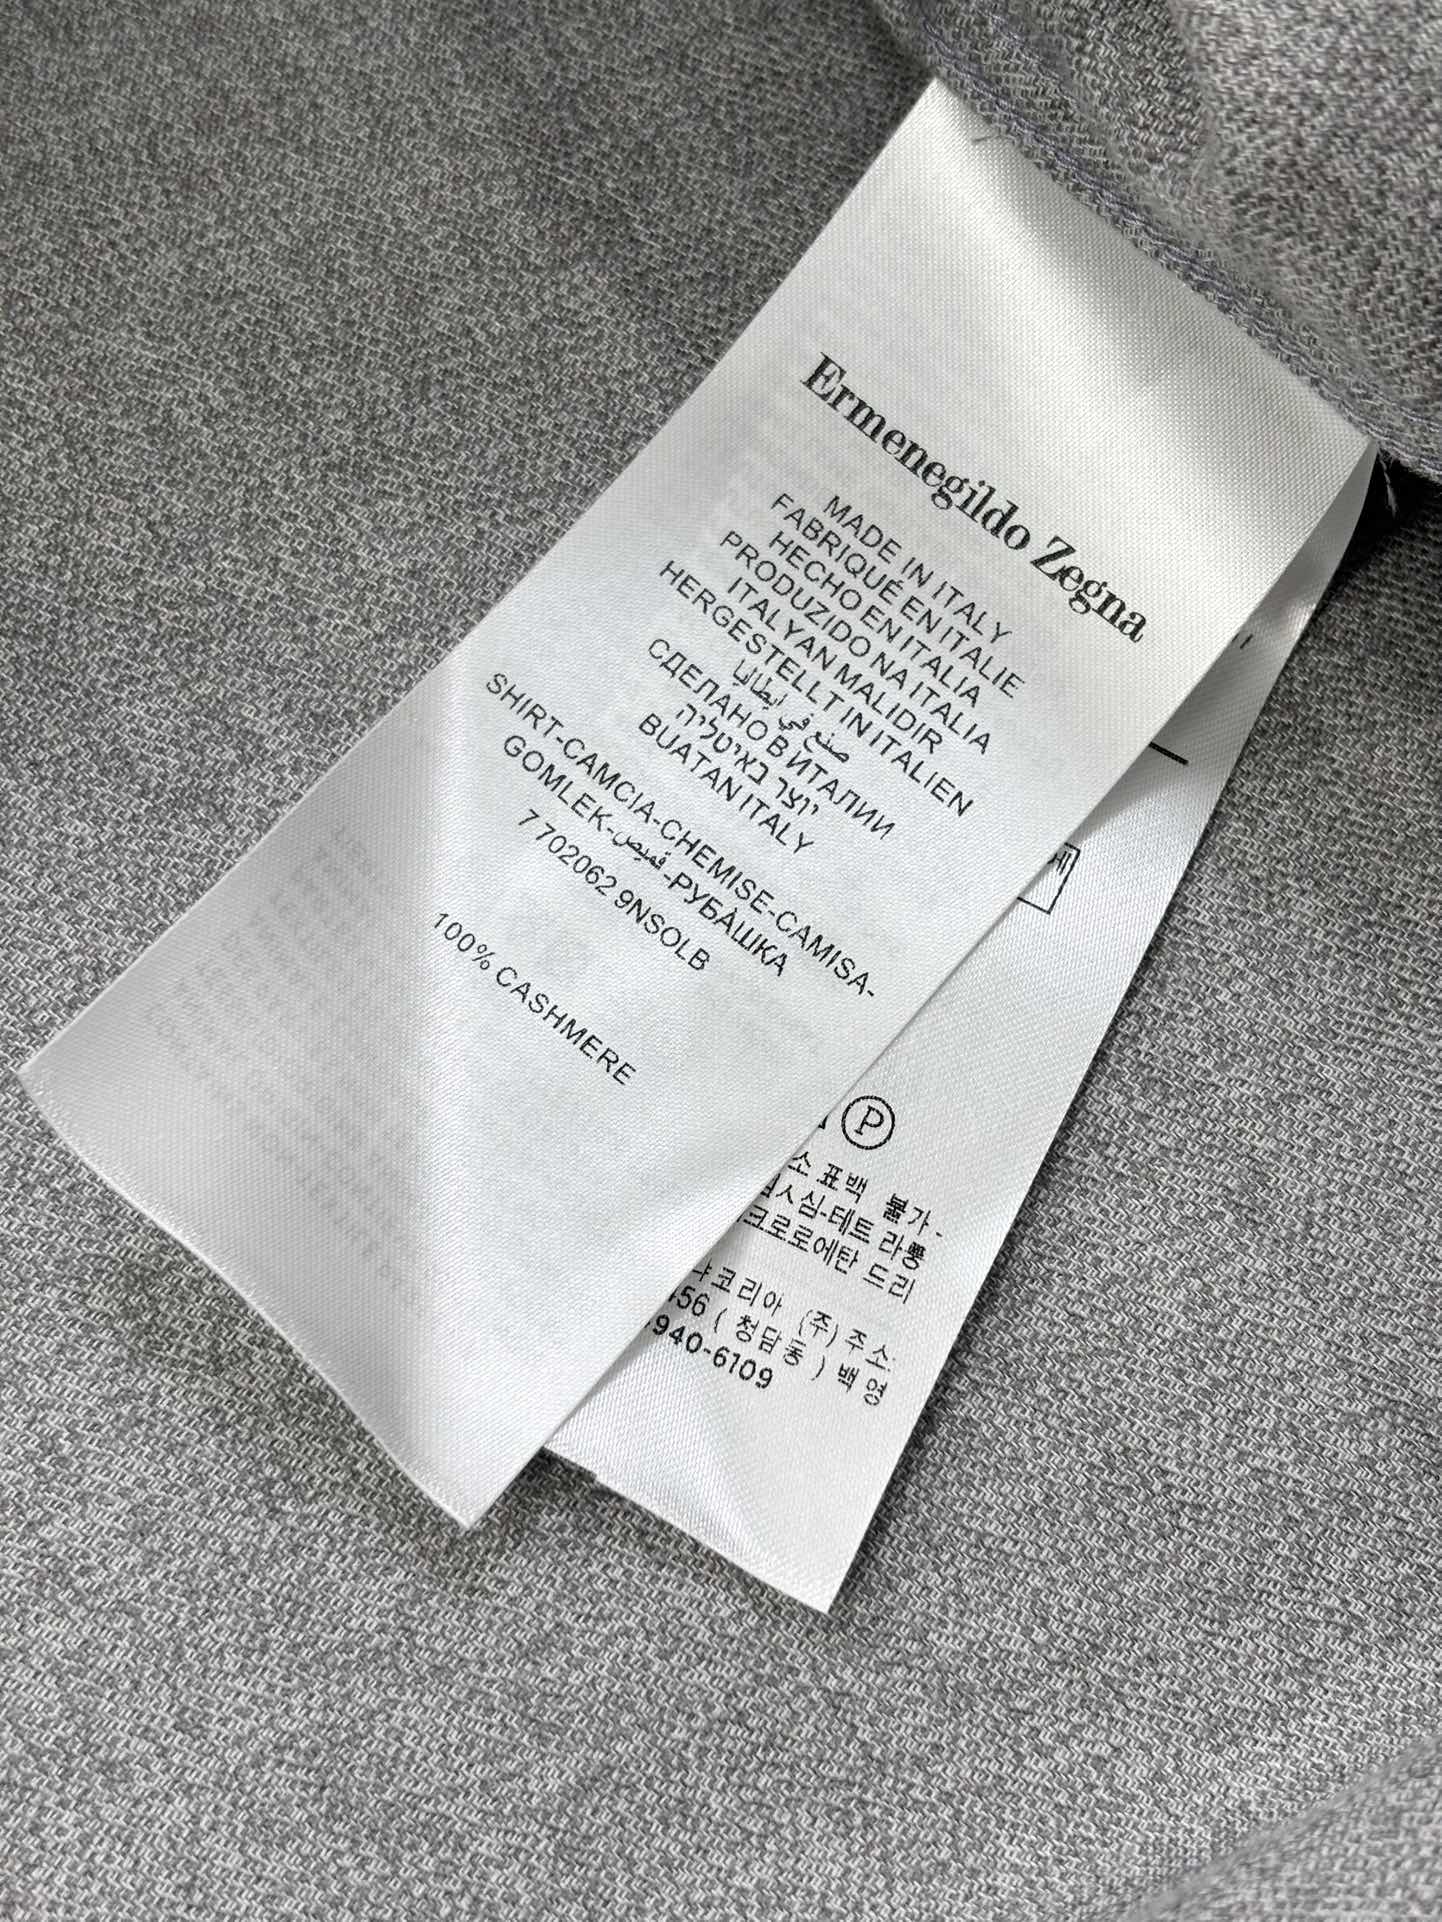 Ermenegildo Zegna
MADE IN ITALY
FABRIQUÉ EN ITALIE
HECHO EN ITALIA
PRODUZIDO NA ITALIA
ITALYAN MALIDIR
HERGESTELLT IN ITALIEN
صنع في ايطاليا
СДЕЛАНО В ИТАЛИИ
יוצר באיטליה
BUATAN ITALY
SHIRT-CAMCIA-CHEMISE-CAMISA-
GOMLEK-قميص-РУБАШКА
7 702062 9NSOLB
100% CASHMERE
P
소 표백 불가 -
심-테트 라
크로로에탄 드리
코리아 (주) 주소:
456 ( 청담동 ) 백영
940-6109